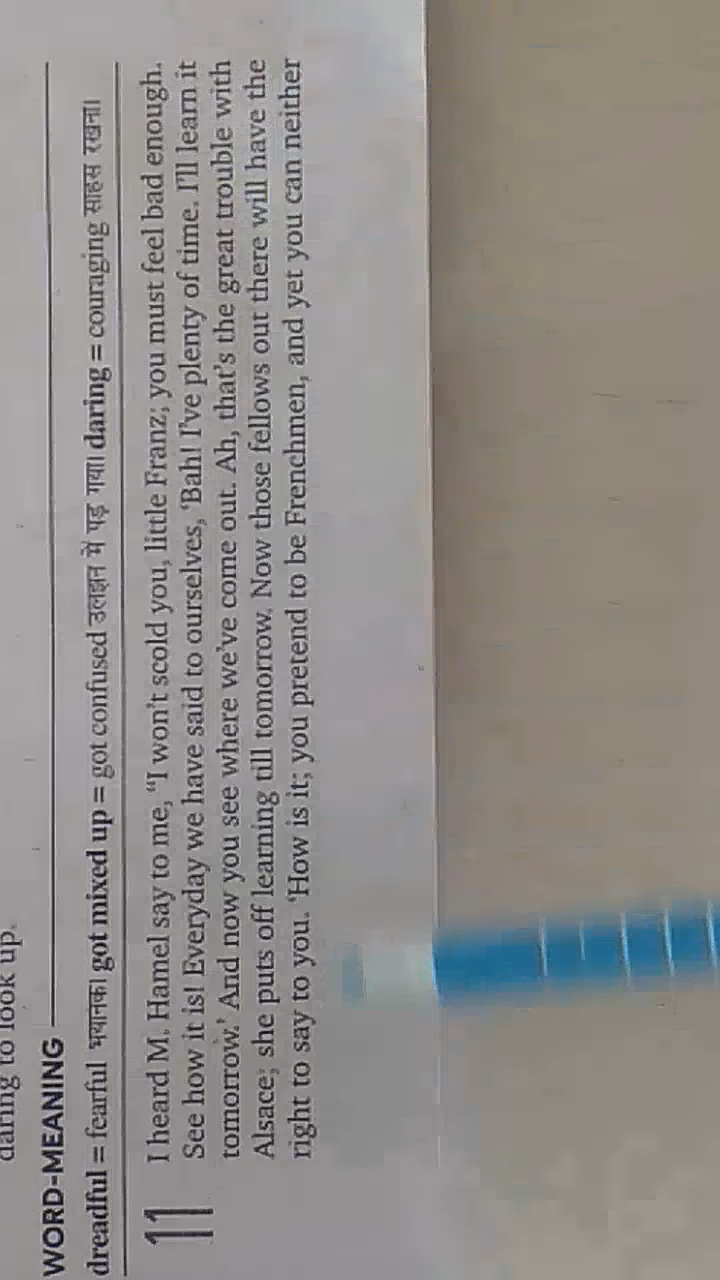 daring to look up.
WORD-MEANING
dreadful = fearful भयानक। got mixed up = got confused उलझन में पड़ गया। daring = couraging साहस रखना।
11 I heard M. Hamel say to me, “I won’t scold you, little Franz; you must feel bad enough.
See how it is! Everyday we have said to ourselves, ‘Bah! I’ve plenty of time. I’ll learn it
tomorrow.’ And now you see where we’ve come out. Ah, that’s the great trouble with
Alsace; she puts off learning till tomorrow. Now those fellows out there will have the
right to say to you. ‘How is it; you pretend to be Frenchmen, and yet you can neither